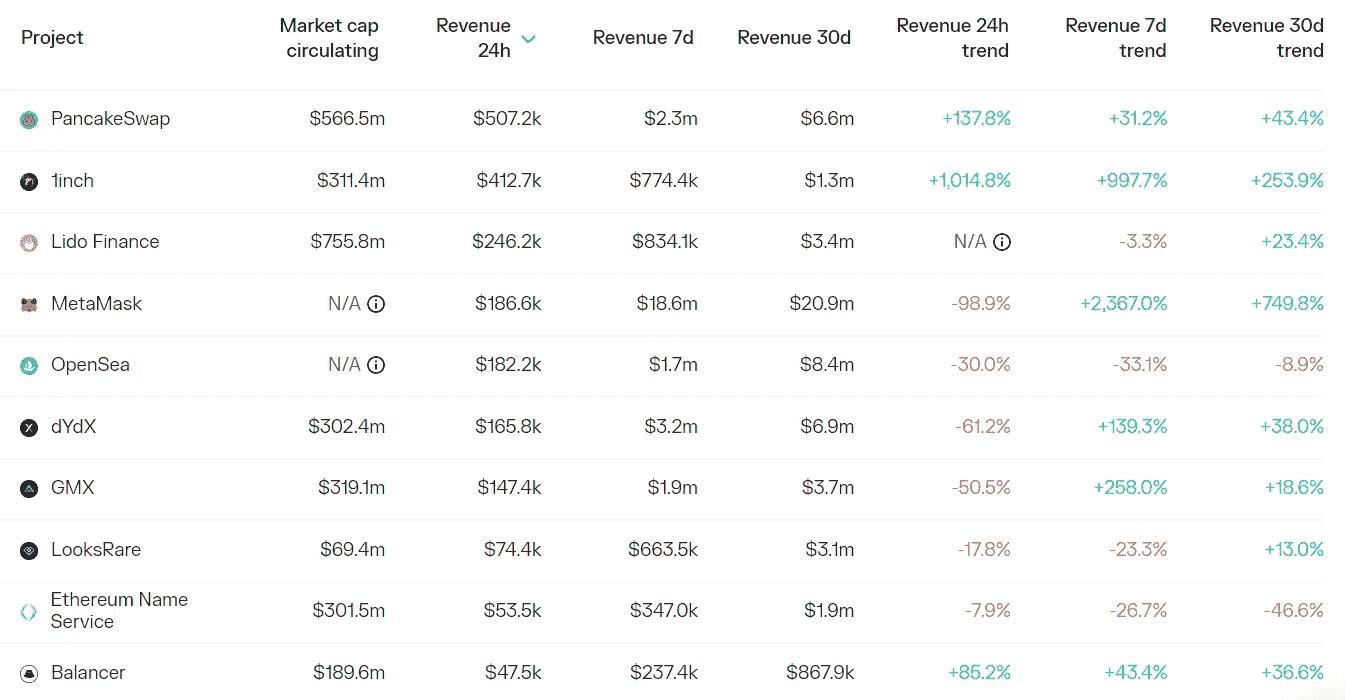 Project Market cap circulating Revenue 24h Revenue 7d Revenue 30d Revenue 24h trend Revenue 7d trend Revenue 30d trend
PancakeSwap $566.5m $507.2k $2.3m $6.6m +137.8% +31.2% +43.4%
1inch $311.4m $412.7k $774.4k $1.3m +1,014.8% +997.7% +253.9%
Lido Finance $755.8m $246.2k $834.1k $3.4m N/A -3.3% +23.4%
MetaMask N/A $186.6k $18.6m $20.9m -98.9% +2,367.0% +749.8%
OpenSea N/A $182.2k $1.7m $8.4m -30.0% -33.1% -8.9%
dYdX $302.4m $165.8k $3.2m $6.9m -61.2% +139.3% +38.0%
GMX $319.1m $147.4k $1.9m $3.7m -50.5% +258.0% +18.6%
LooksRare $69.4m $74.4k $663.5k $3.1m -17.8% -23.3% +13.0%
Ethereum Name Service $301.5m $53.5k $347.0k $1.9m -7.9% -26.7% -46.6%
Balancer $189.6m $47.5k $237.4k $867.9k +85.2% +43.4% +36.6%